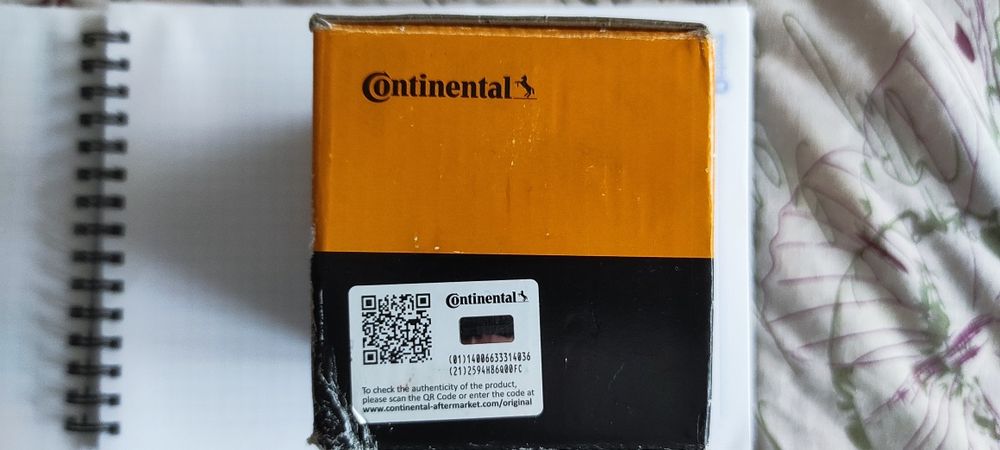 Continental
Continental
(01)14006633314036
(21)2594H86Q00FC
To check the authenticity of the product,
please scan the QR Code or enter the code at
www.continental-aftermarket.com/original